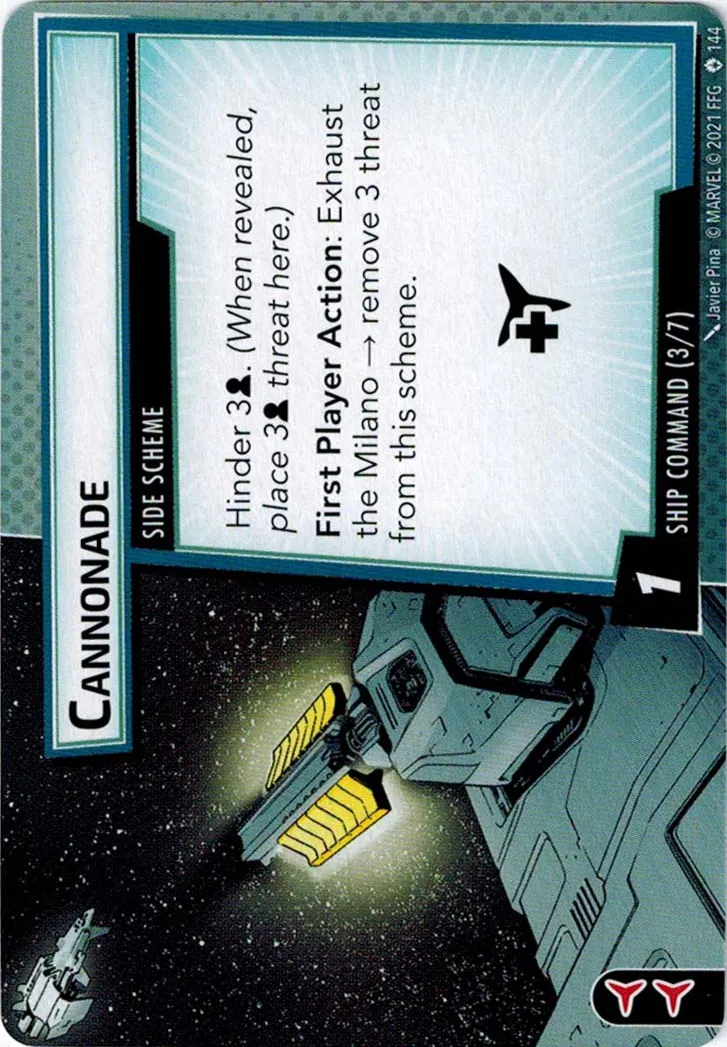 CANNONADE
SIDE SCHEME
Hinder 3. (When revealed,
place 3 threat here.)
First Player Action: Exhaust
the Milano → remove 3 threat
from this scheme.
1
SHIP COMMAND (3/7)
Javier Pina © MARVEL © 2021 FFG 144